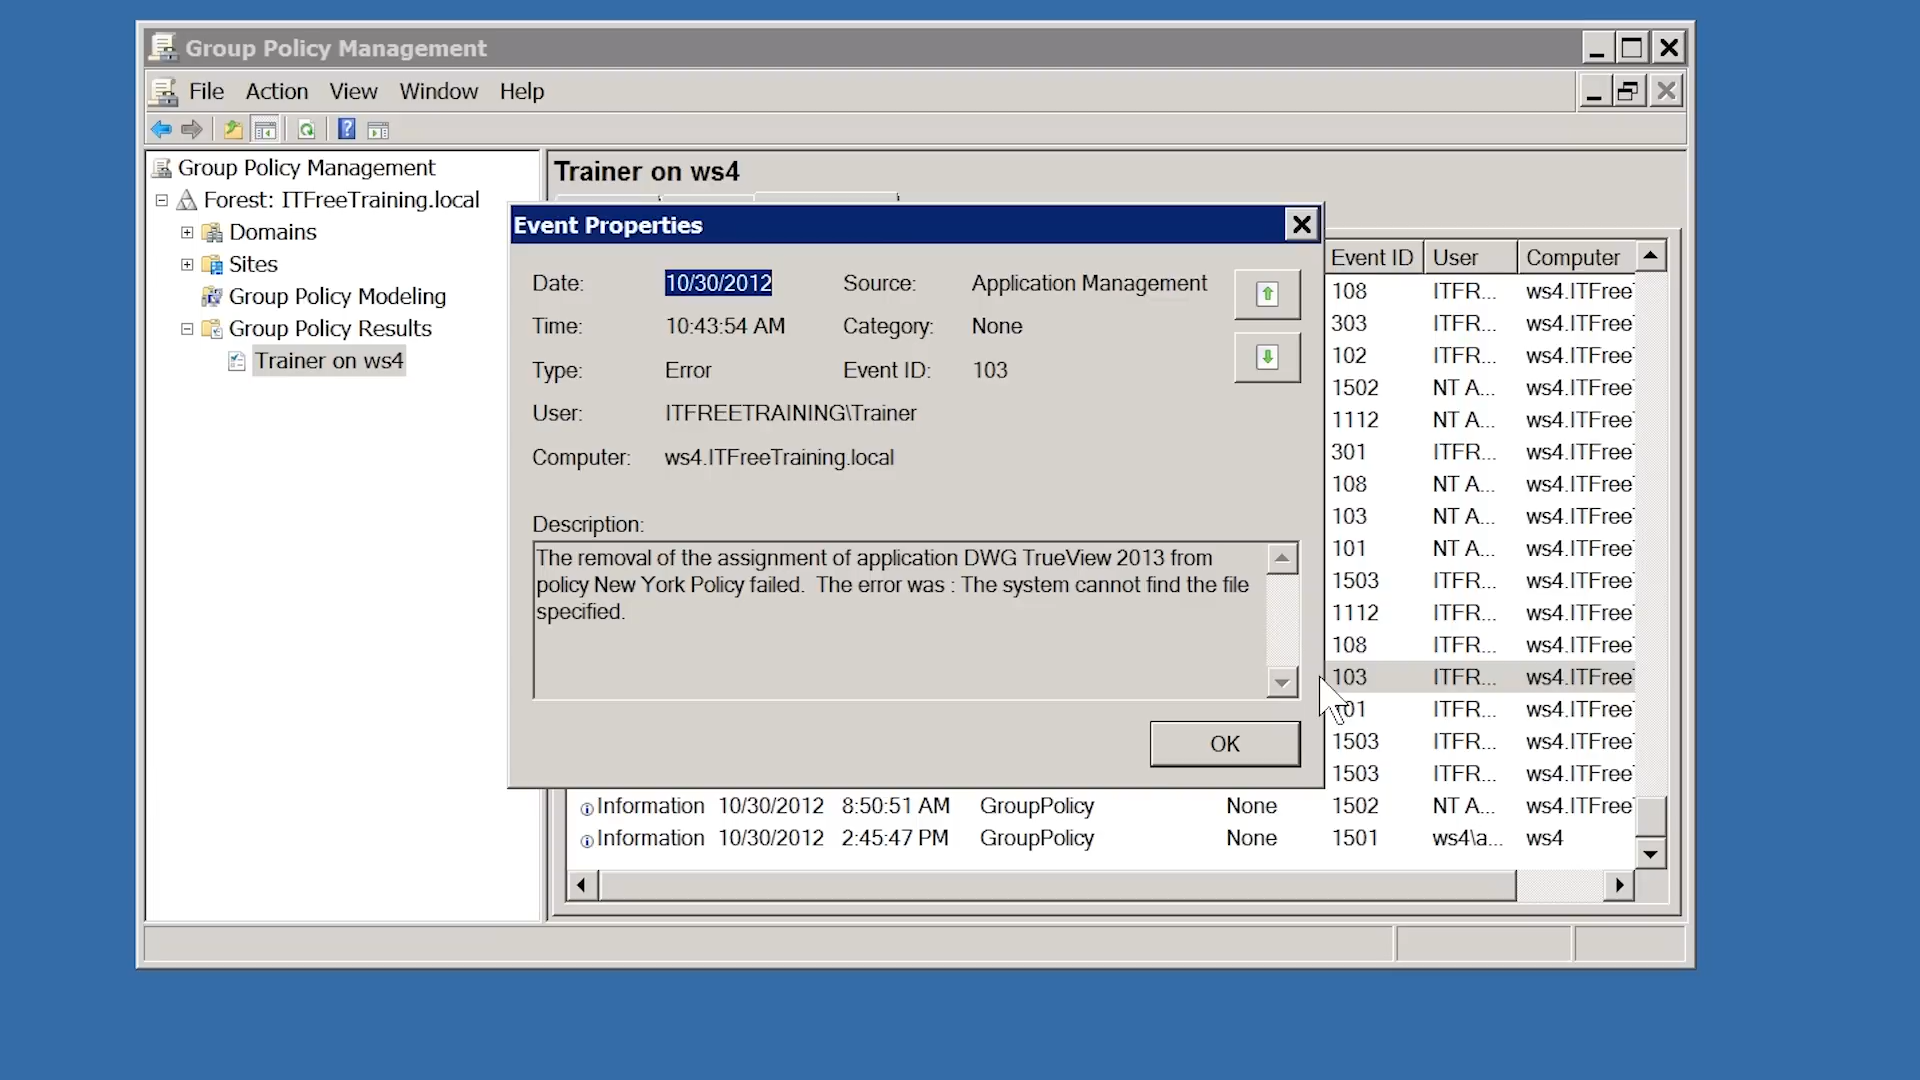 Group Policy Management
File Action View Window Help
Group Policy Management
Forest: ITFreeTraining.local
Domains
Sites
Group Policy Modeling
Group Policy Results
Trainer on ws4
Trainer on ws4
Event Properties
Date: 10/30/2012 Source: Application Management
Time: 10:43:54 AM Category: None
Type: Error Event ID: 103
User: ITFREETRAINING\Trainer
Computer: ws4.ITFreeTraining.local
Description:
The removal of the assignment of application DWG TrueView 2013 from
policy New York Policy failed. The error was : The system cannot find the file
specified.
OK
Event ID User Computer
108 ITFR... ws4.ITFree
303 ITFR... ws4.ITFree
102 ITFR... ws4.ITFree
1502 NT A... ws4.ITFree
1112 NT A... ws4.ITFree
301 ITFR... ws4.ITFree
108 NT A... ws4.ITFree
103 NT A... ws4.ITFree
101 NT A... ws4.ITFree
1503 ITFR... ws4.ITFree
1112 ITFR... ws4.ITFree
108 ITFR... ws4.ITFree
103 ITFR... ws4.ITFree
101 ITFR... ws4.ITFree
1503 ITFR... ws4.ITFree
1503 ITFR... ws4.ITFree
Information 10/30/2012 8:50:51 AM GroupPolicy None 1502 NT A... ws4.ITFree
Information 10/30/2012 2:45:47 PM GroupPolicy None 1501 ws4\a... ws4